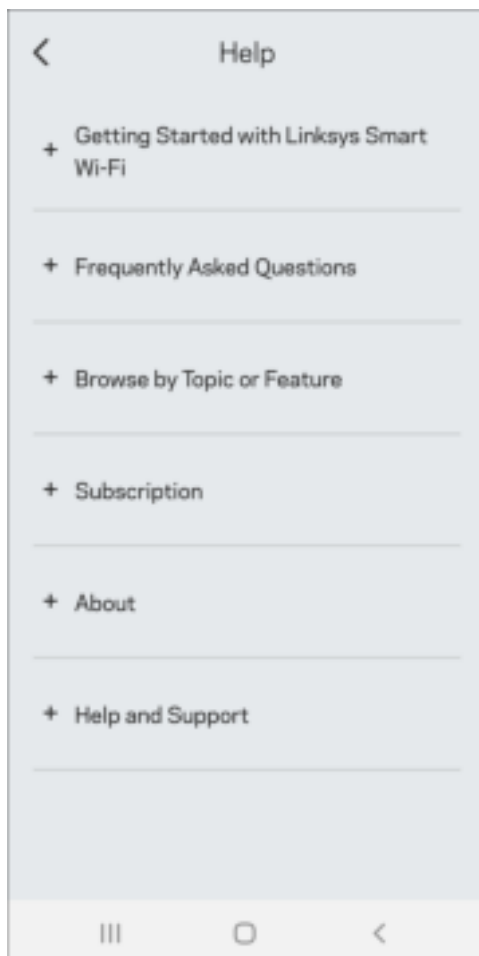 Help
+ Getting Started with Linksys Smart
Wi-Fi
+ Frequently Asked Questions
+ Browse by Topic or Feature
+ Subscription
+ About
+ Help and Support